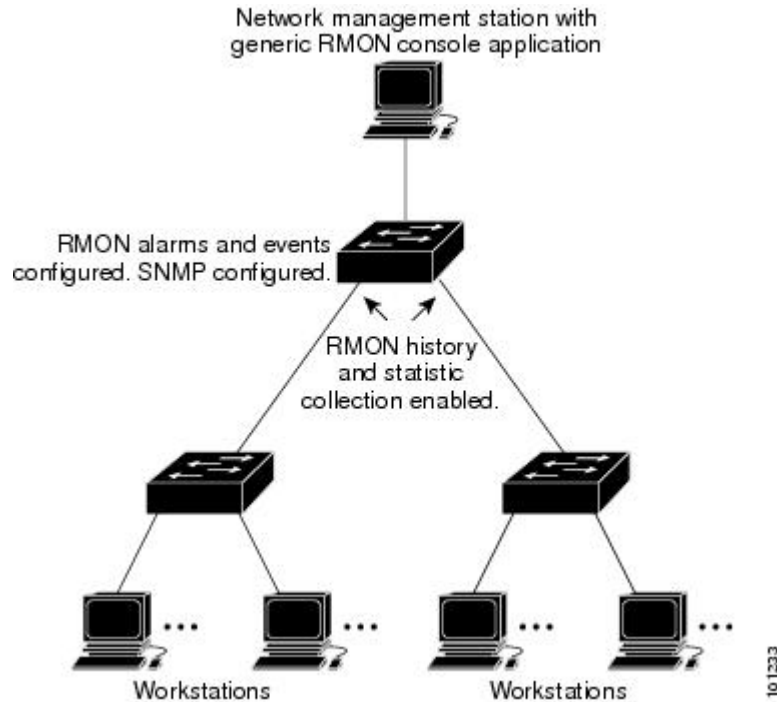 Network management station with
generic RMON console application
RMON alarms and events
configured. SNMP configured.
RMON history
and statistic
collection enabled.
Workstations
Workstations
191233